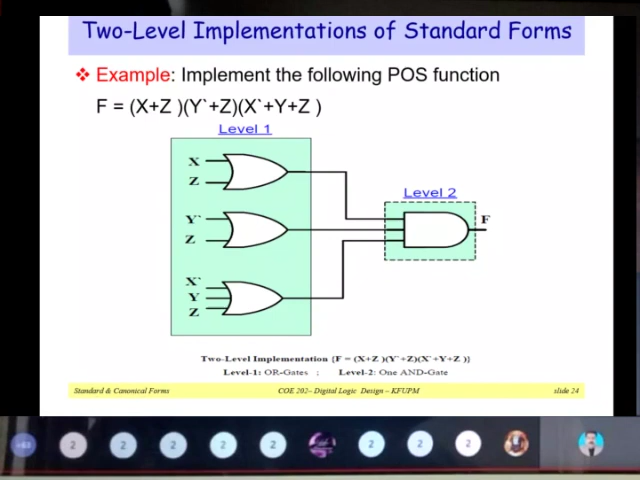 Two-Level Implementations of Standard Forms
❖ Example: Implement the following POS function
F = (X+Z )(Y`+Z)(X`+Y+Z )
Level 1
X
Z
Level 2
Y`
Z
F
X`
Y
Z
Two-Level Implementation {F = (X+Z )(Y`+Z)(X`+Y+Z )}
Level-1: OR-Gates ; Level-2: One AND-Gate
Standard & Canonical Forms COE 202– Digital Logic Design – KFUPM slide 24
+63 2 2 2 2 2 2 2 2